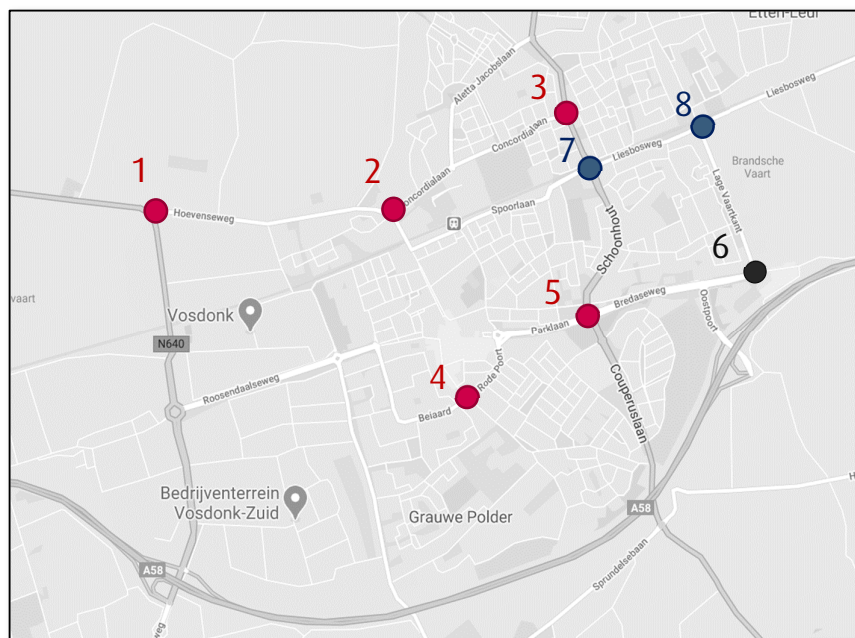 Etten-Leur
Aletta Jacobslaan
3
Concordialaan
8
Liesbosweg
7
Liesbosweg
Brandsche
Vaart
1
2
Hoevenseweg
Concordialaan
Spoorlaan
Lage Vaartkant
Schoonhout
6
vaart
Vosdonk
5
Bredaseweg
Oostpoort
Parklaan
N640
4
Rode Poort
Roosendaalseweg
Beiaard
Couperuslaan
Bedrijventerrein
Vosdonk-Zuid
Grauwe Polder
A58
A58
Sprundelsebaan
H
weg